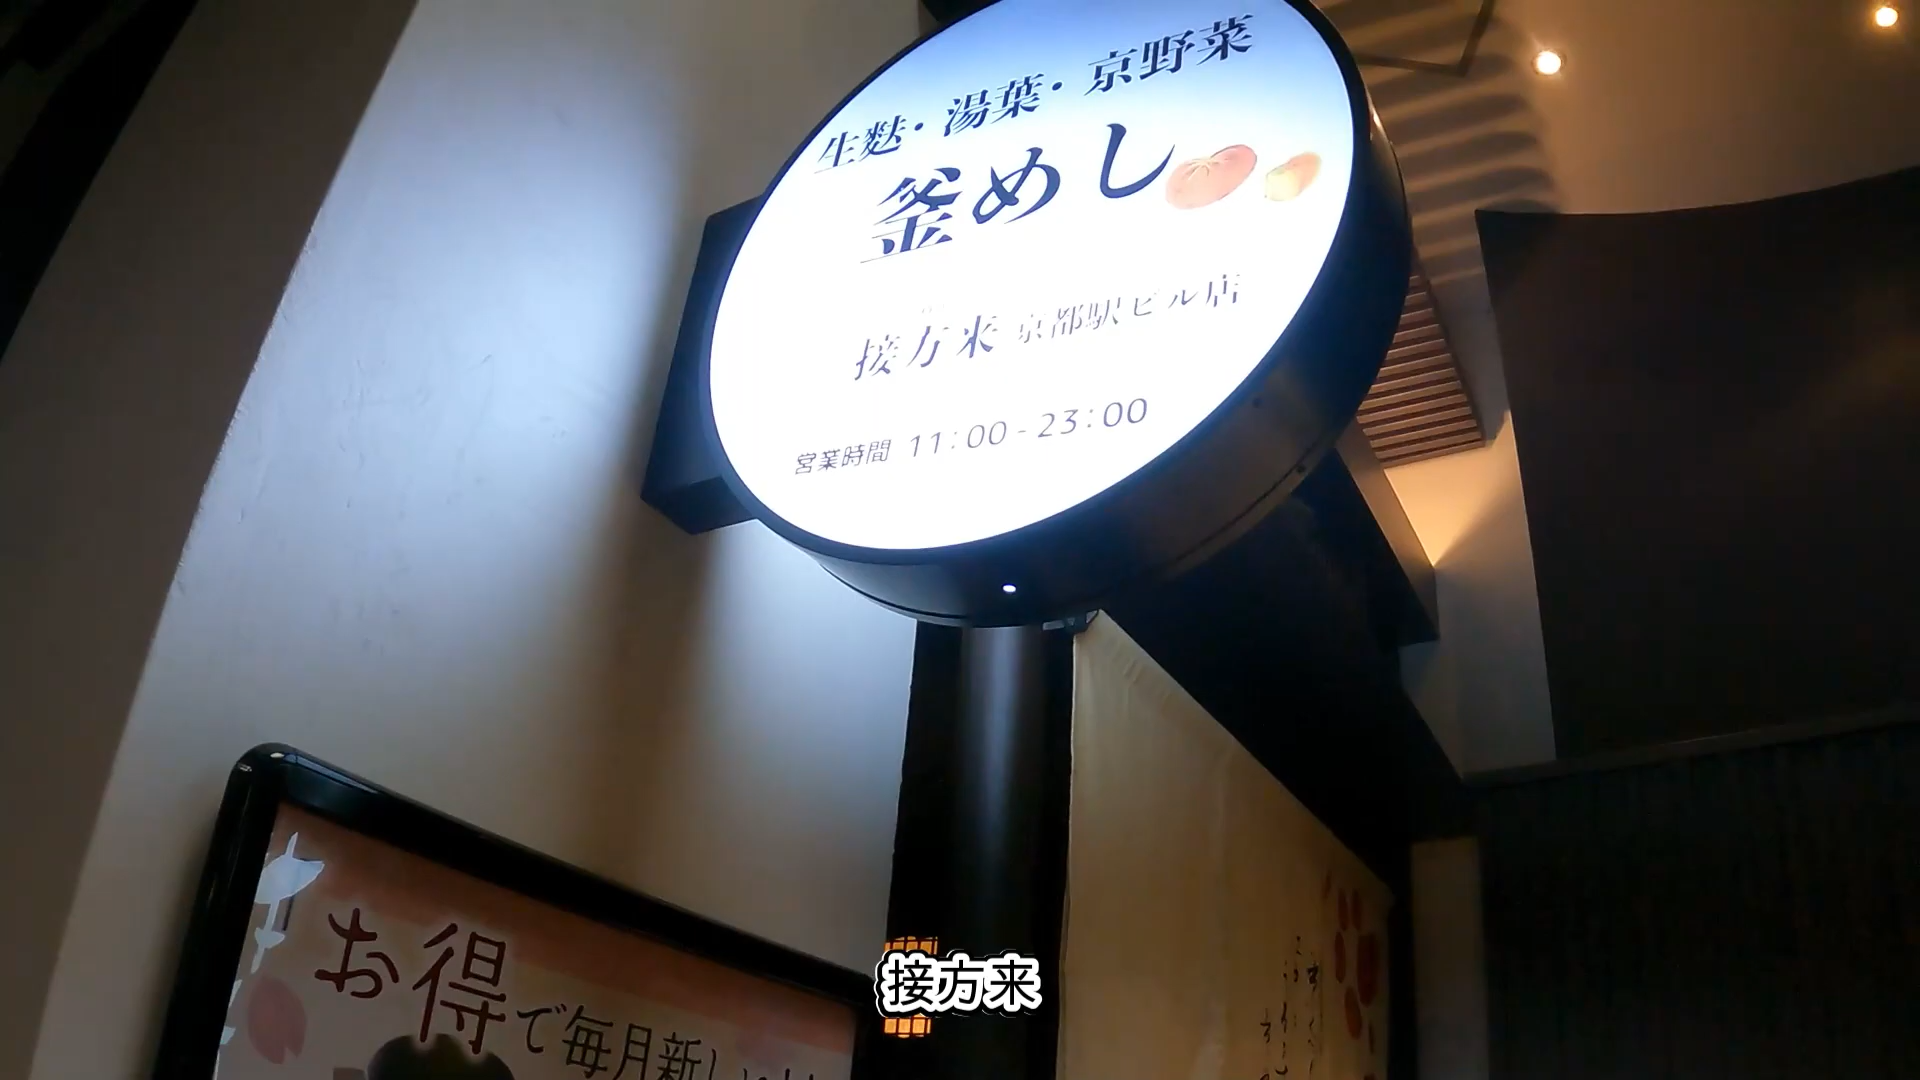 生麩・湯葉・京野菜
釜めし
接方来 京都駅ビル店
営業時間 11:00-23:00
お得で毎月新し
接方来